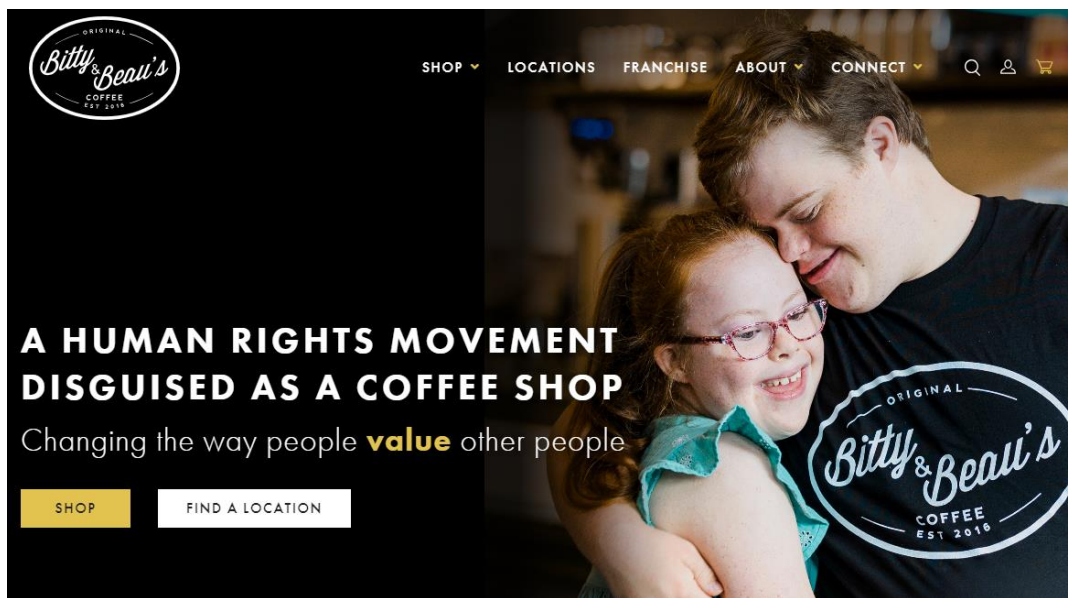 ORIGINAL
Bitty & Beau's
COFFEE
EST 2016
SHOP LOCATIONS FRANCHISE ABOUT CONNECT
A HUMAN RIGHTS MOVEMENT
DISGUISED AS A COFFEE SHOP
Changing the way people value other people
SHOP FIND A LOCATION
ORIGINAL
Bitty & Beau's
COFFEE
EST 2016